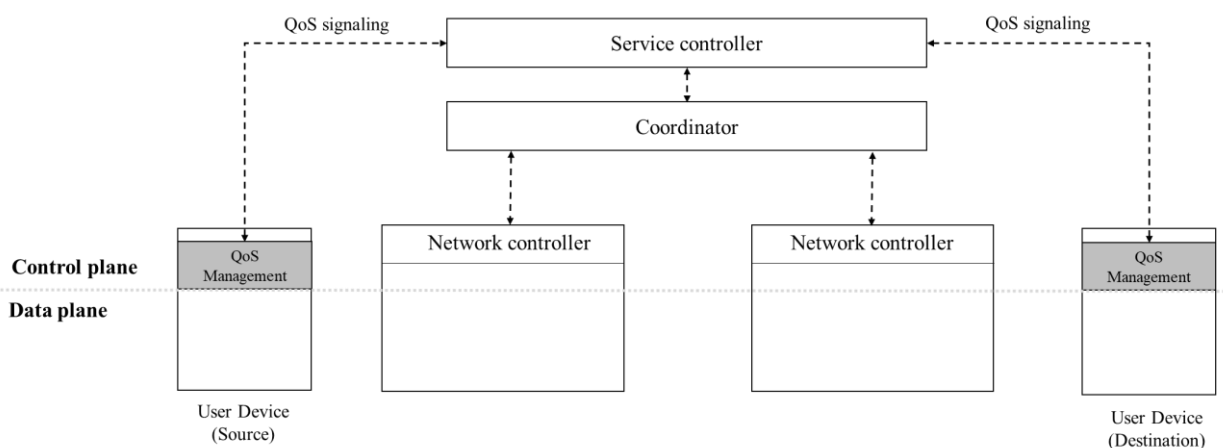 QoS signaling
QoS signaling
Service controller
Coordinator
Network controller
Network controller
QoS
Management
QoS
Management
Control plane
Data plane
User Device
(Source)
User Device
(Destination)